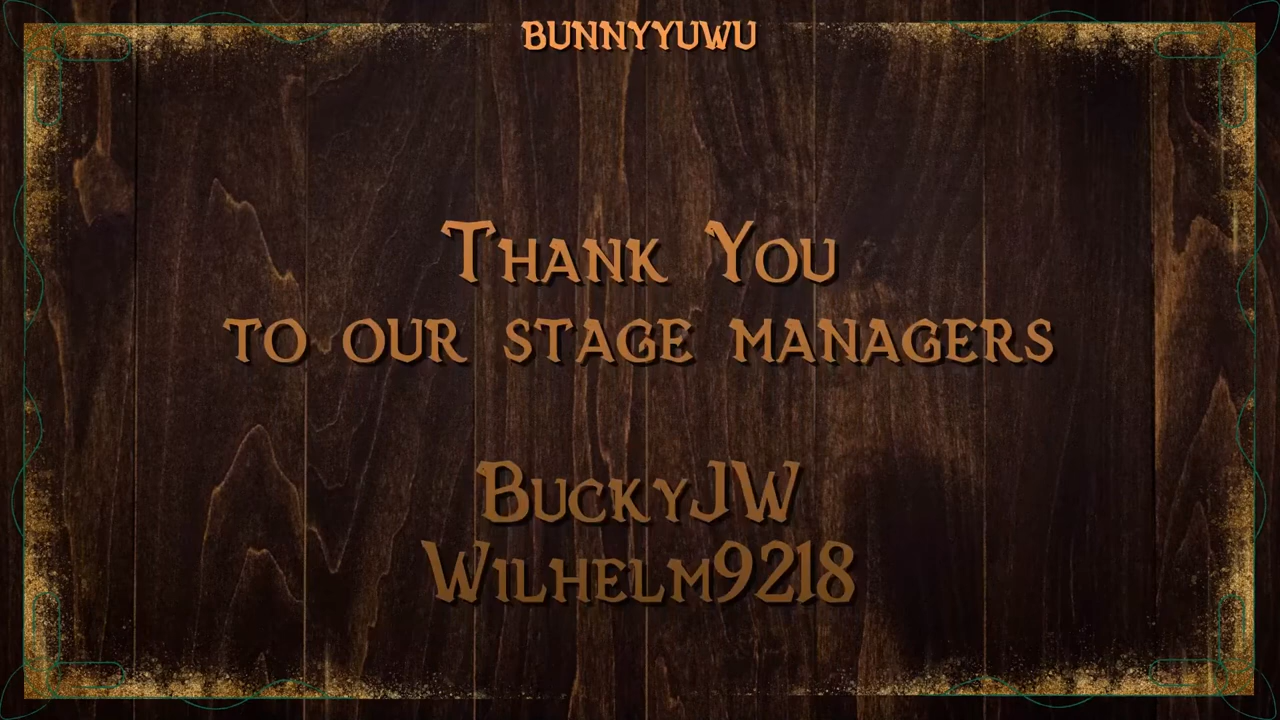 BUNNYYUWU
THANK YOU
TO OUR STAGE MANAGERS
BUCKYJW
WILHELM9218